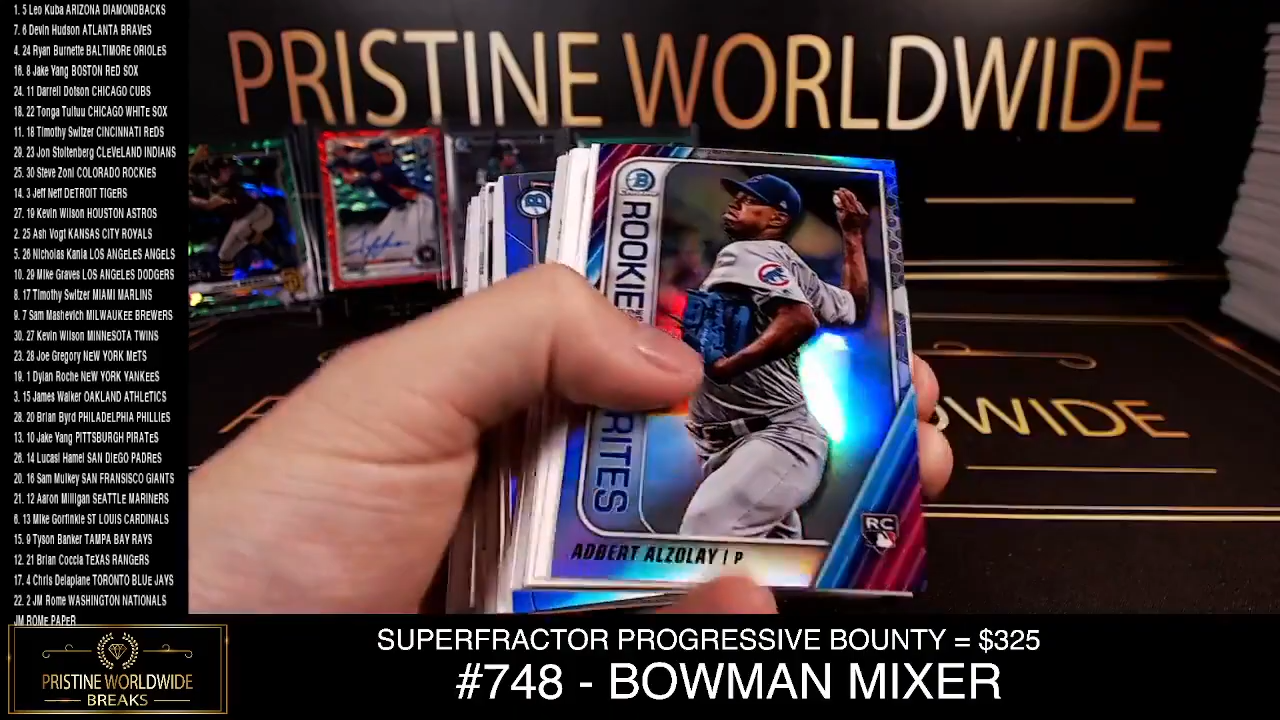 1. 5 Leo Kuba ARIZONA DIAMONDBACKS
7. 6 Devin Hudson ATLANTA BRAVeS
4. 24 Ryan Burnette BALTIMORE ORIOLES
16. 8 Jake Yang BOSTON ReD SOX
24. 11 Darrell Dotson CHICAGO CUBS
18. 22 Tonga Tuituu CHICAGO WHITe SOX
11. 18 Timothy Switzer CINCINNATI ReDS
29. 23 Jon Stoltenberg CLeVeLAND INDIANS
25. 30 Steve Zoni COLORADO ROCKIeS
14. 3 Jeff Neff DETROIT TIGERS
27. 19 Kevin Wilson HOUSTON ASTROS
2. 25 Ash Vogt KANSAS CITY ROYALS
5. 26 Nicholas Kania LOS ANGELeS ANGELS
10. 29 Mike Graves LOS ANGELeS DODGERS
8. 17 Timothy Switzer MIAMI MARLINS
9. 7 Sam Mashevich MILWAUKEE BREWeRS
30. 27 Kevin Wilson MINNeSOTA TWINS
23. 28 Joe Gregory NeW YORK METS
19. 1 Dylan Roche NeW YORK YANKeeS
3. 15 James Walker OAKLAND ATHLETICS
28. 20 Brian Byrd PHILADeLPHIA PHILLIES
13. 10 Jake Yang PITTSBURGH PIRATeS
26. 14 Lucasl Hamel SAN DIeGO PADRES
20. 16 Sam Mulkey SAN FRANSISCO GIANTS
21. 12 Aaron Milligan SEATTLE MARINERS
6. 13 Mike Gorfinkle ST LOUIS CARDINALS
15. 9 Tyson Banker TAMPA BAY RAYS
12. 21 Brian Coccia TeXAS RANGERS
17. 4 Chris Delaplane TORONTO BLUe JAYS
22. 2 JM Rome WASHINGTON NATIONALS
JM ROMe PAPeR
PRISTINE WORLDWIDE
B
Chrome
ROOKIE
RITES
ADBERT ALZOLAY | P
RC
WIDE
PRISTINE WORLDWIDE
BREAKS
SUPERFRACTOR PROGRESSIVE BOUNTY = $325
#748 - BOWMAN MIXER